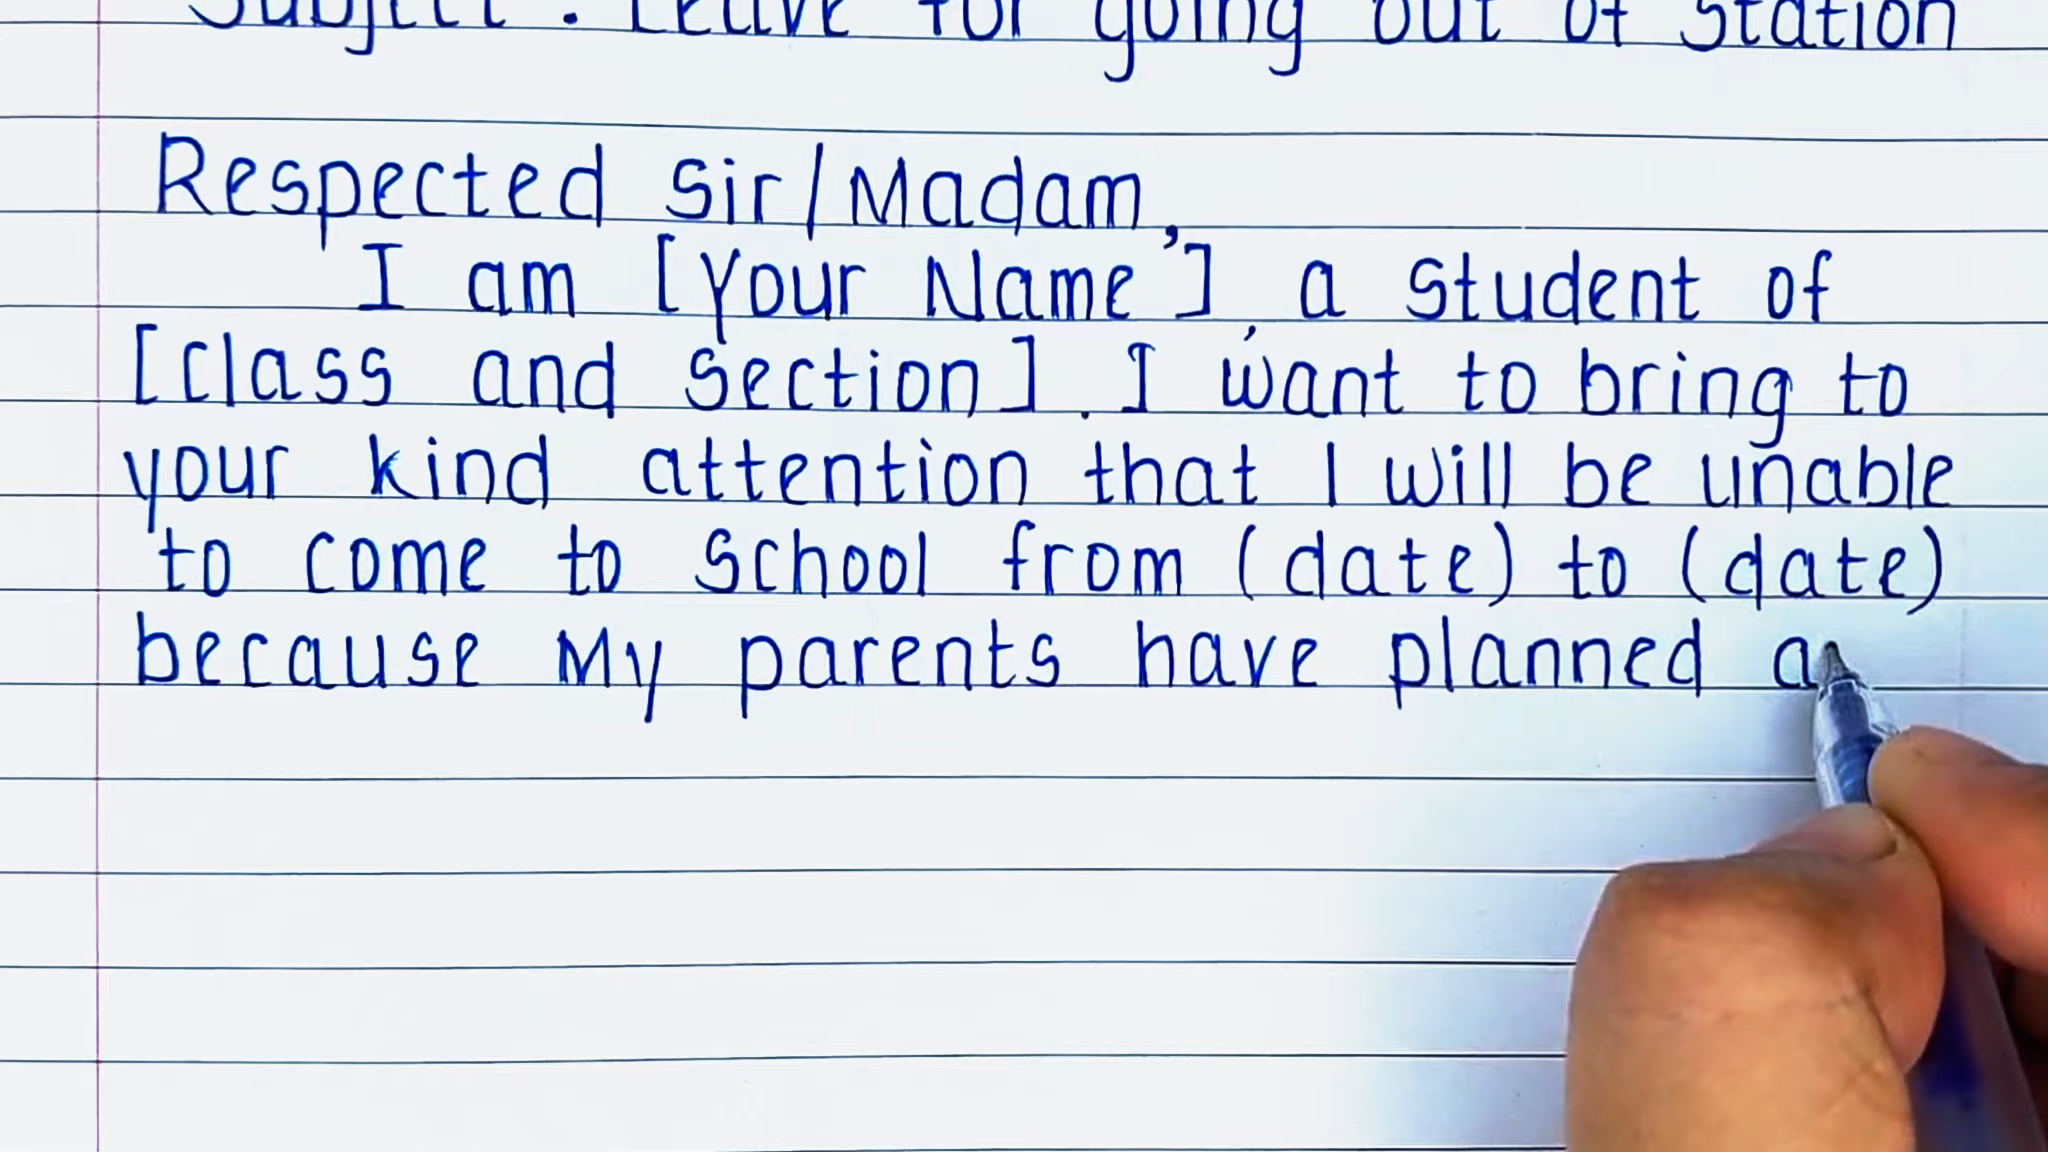 Subject : Leave for going out of station
Respected Sir/Madam,
I am [Your Name], a student of
[class and section]. I want to bring to
your kind attention that I will be unable
to come to school from (date) to (date)
because My parents have planned a